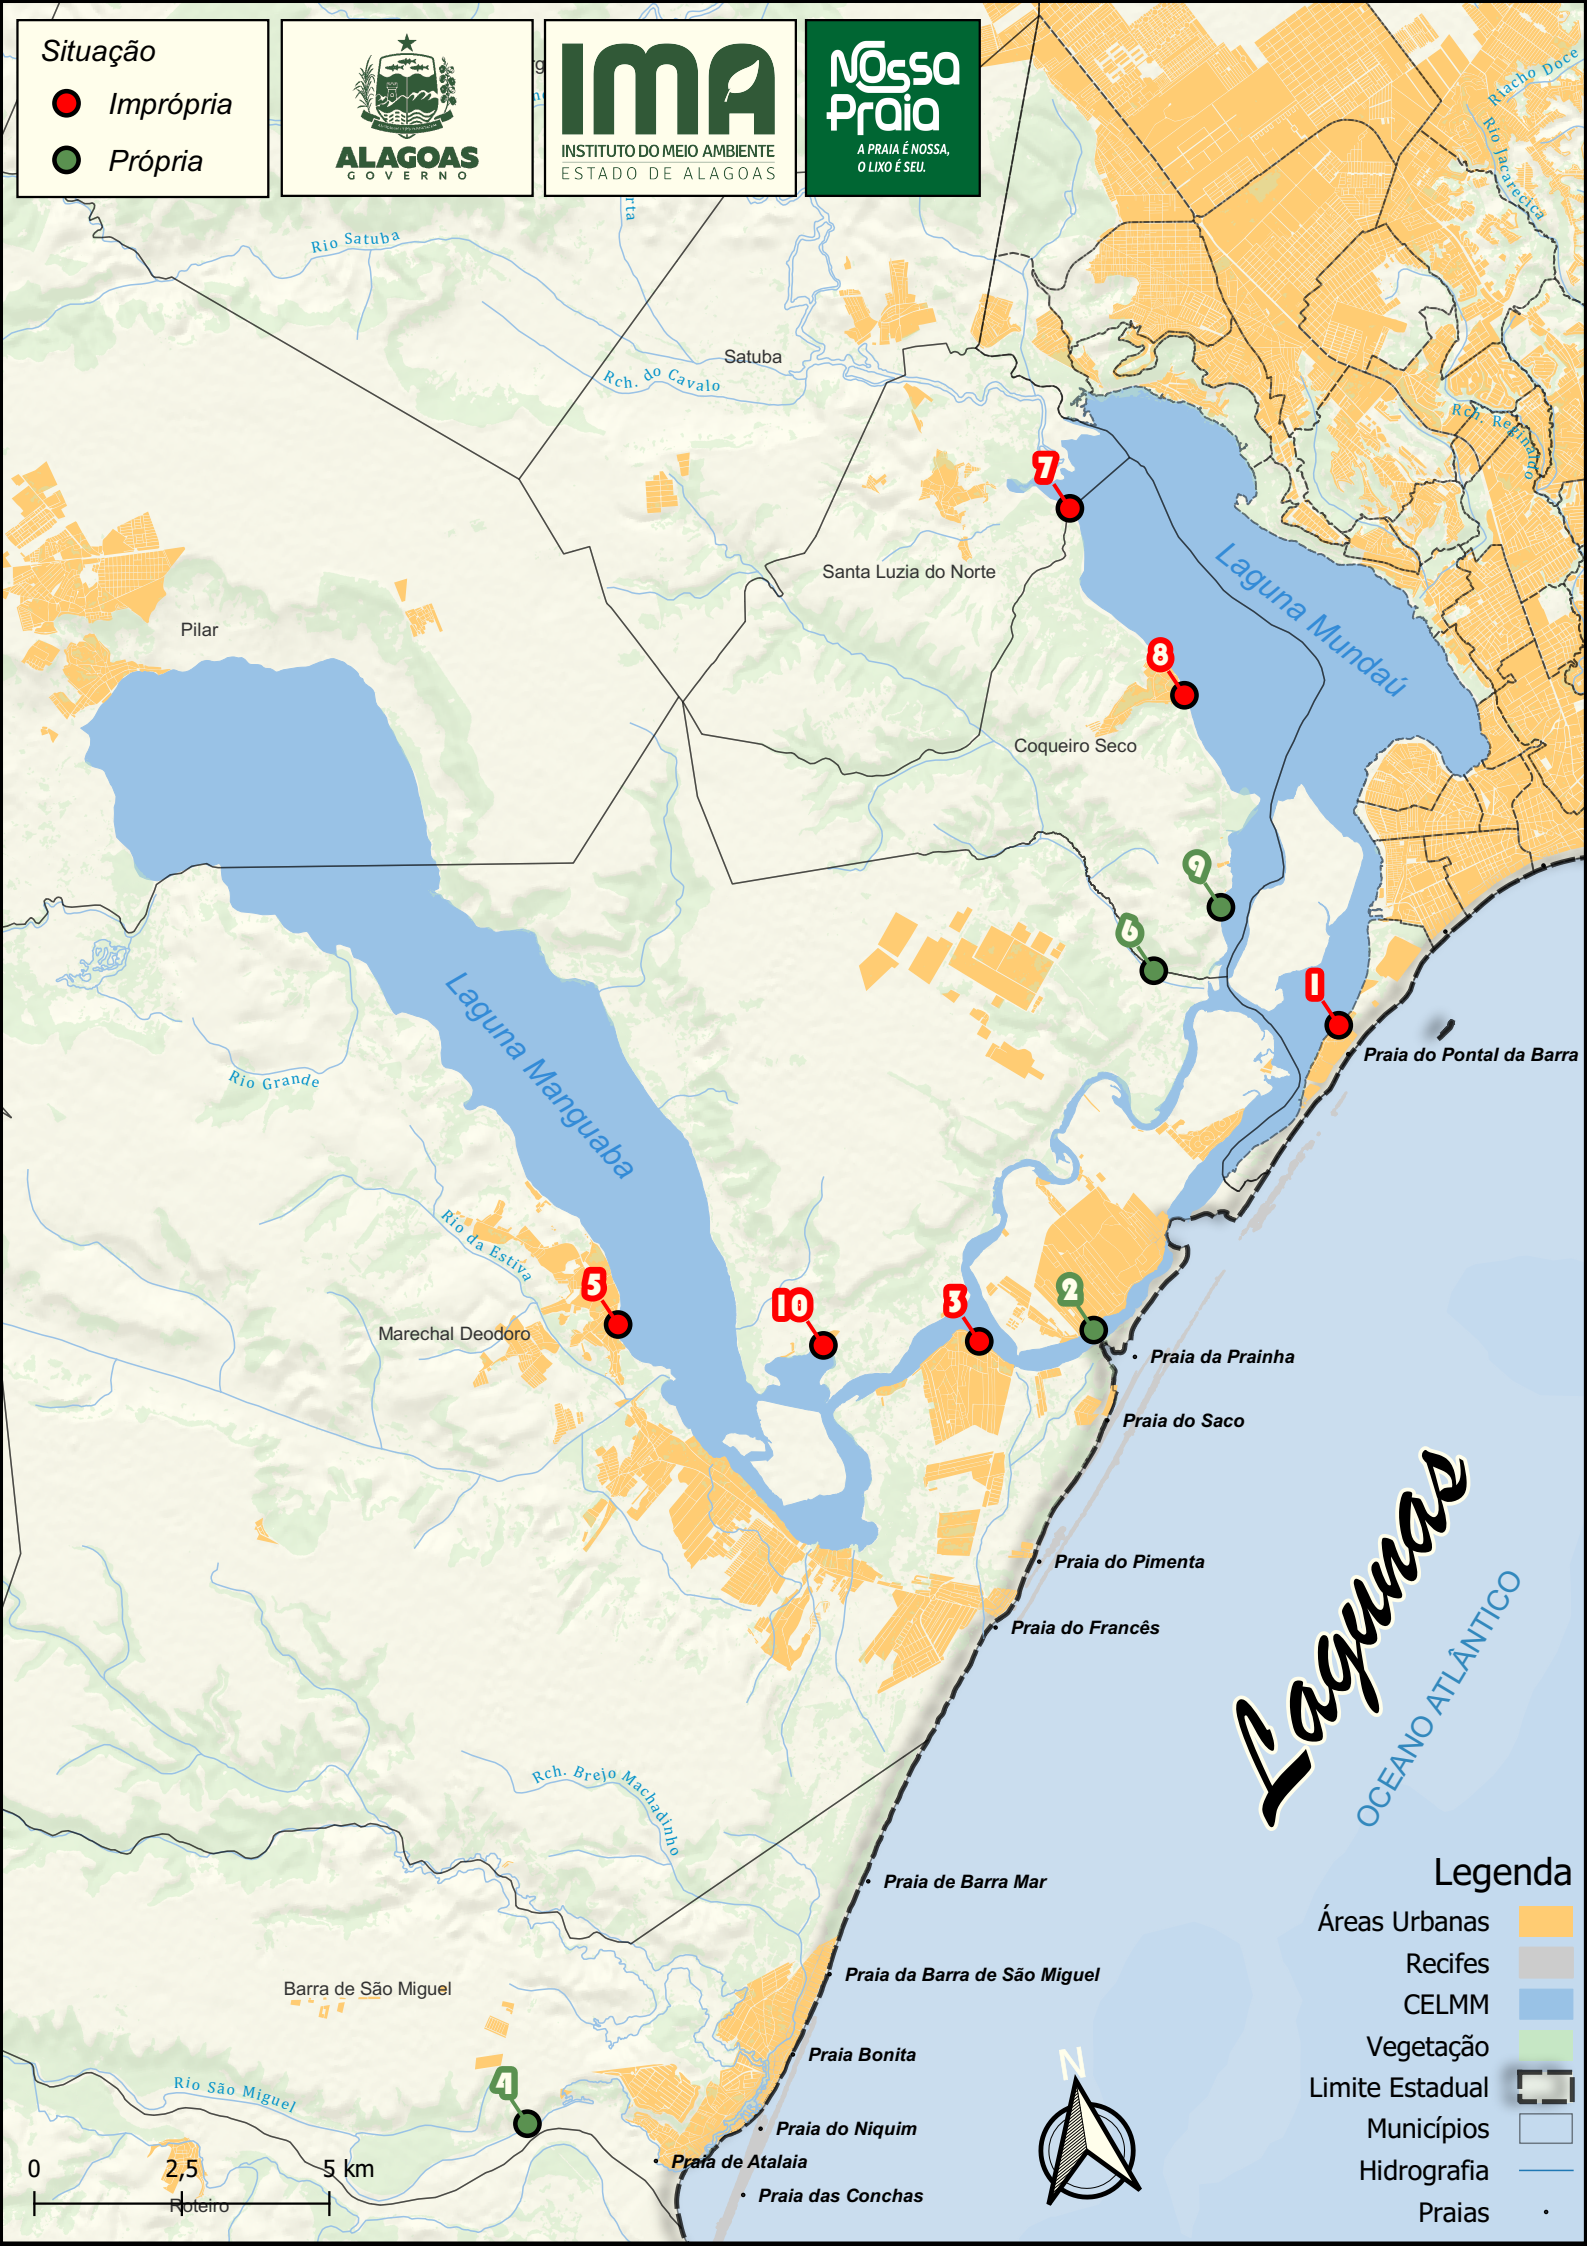 Situação
Imprópria
Própria
ALAGOAS
GOVERNO
IMA
INSTITUTO DO MEIO AMBIENTE
ESTADO DE ALAGOAS
Nossa
Praia
A PRAIA É NOSSA,
O LIXO É SEU.
Riacho Doce
Rio Jacarecica
Rio Satuba
Satuba
Rch. do Cavalo
Rch. Reginaldo
7
Santa Luzia do Norte
Laguna Mundaú
Pilar
8
Coqueiro Seco
9
6
1
Laguna Manguaba
Praia do Pontal da Barra
Rio Grande
Rio da Estiva
5
10
3
2
Marechal Deodoro
Praia da Prainha
Praia do Saco
Praia do Pimenta
Praia do Francês
Lagunas
OCEANO ATLÂNTICO
Rch. Brejo Machadinho
Praia de Barra Mar
Praia da Barra de São Miguel
Barra de São Miguel
Praia Bonita
Rio São Miguel
4
Praia do Niquim
Praia de Atalaia
Praia das Conchas
0 2,5 5 km
Roteiro
N
Legenda
Áreas Urbanas
Recifes
CELMM
Vegetação
Limite Estadual
Municípios
Hidrografia
Praias